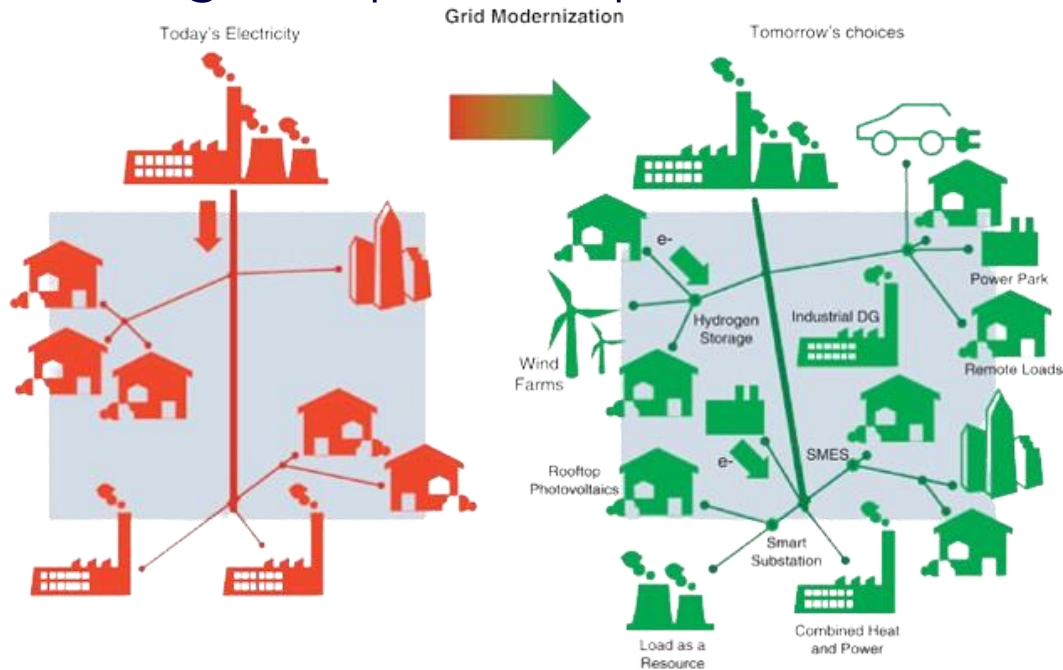 Grid Modernization
Today's Electricity
Tomorrow's choices
e-
Power Park
Hydrogen
Storage
Industrial DG
Wind
Farms
Remote Loads
Rooftop
Photovoltaics
e-
SMES
Smart
Substation
Load as a
Resource
Combined Heat
and Power